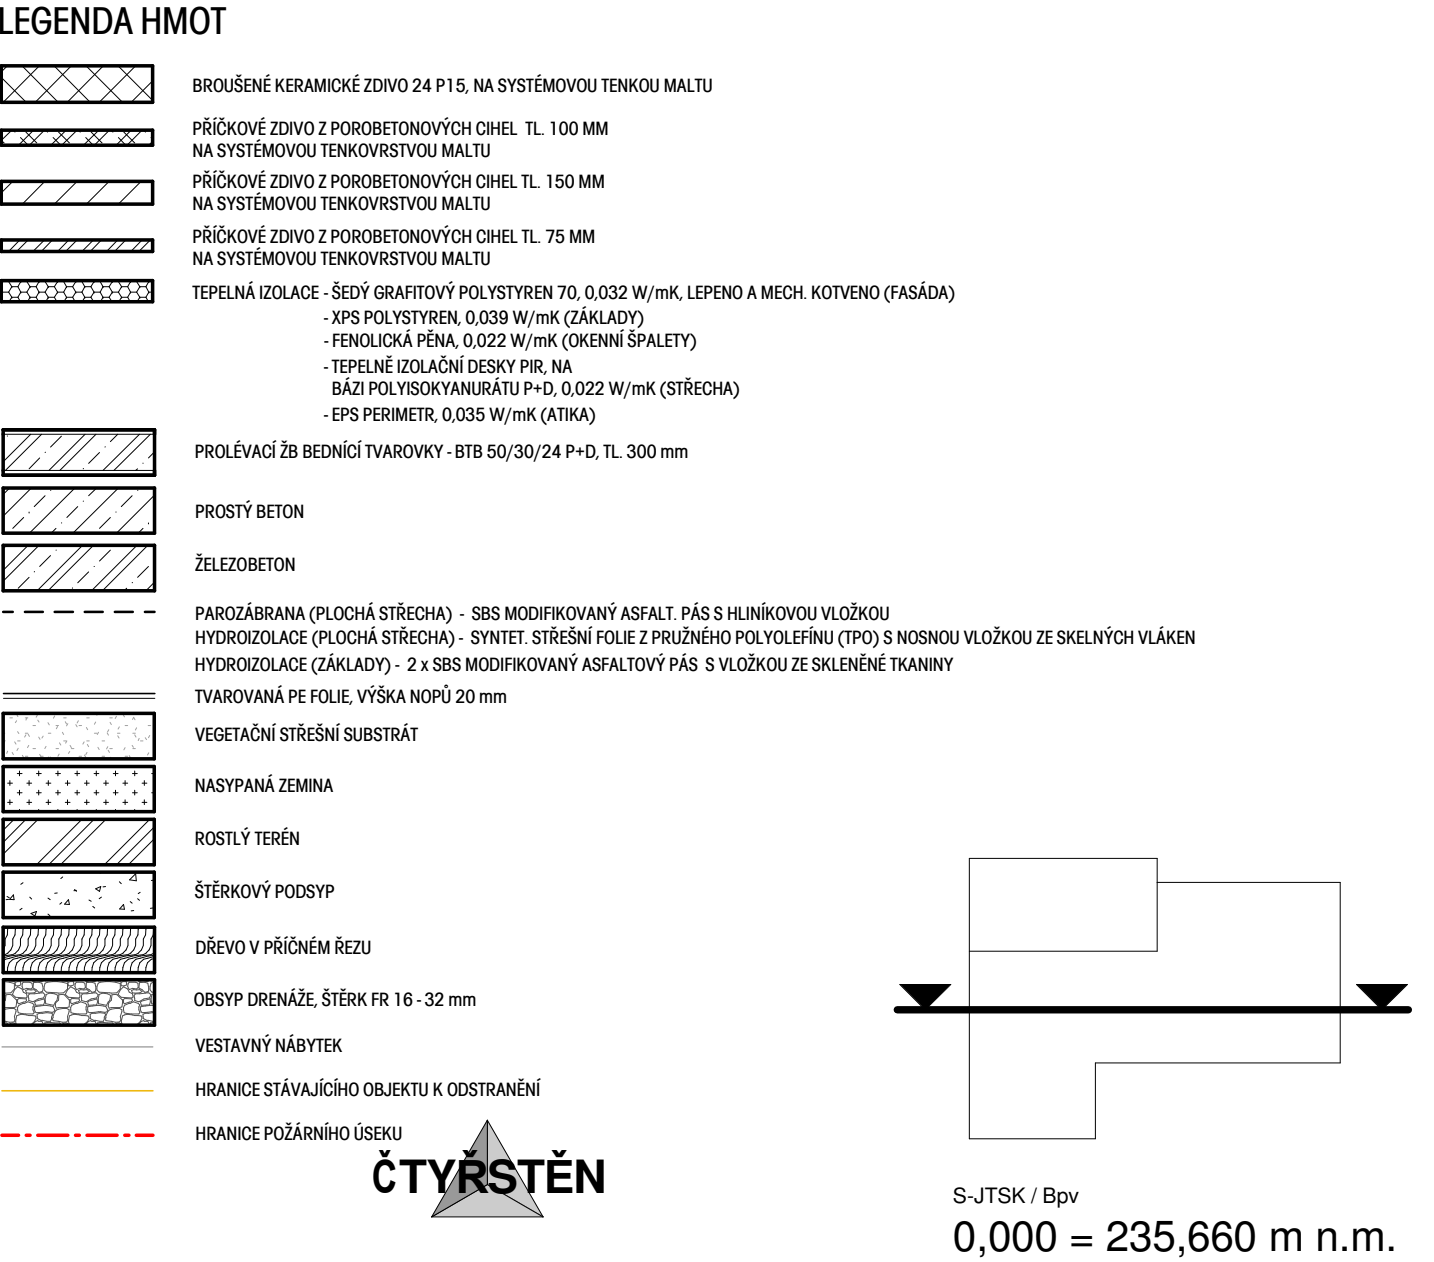 LEGENDA HMOT
BROUŠENÉ KERAMICKÉ ZDIVO 24 P15, NA SYSTÉMOVOU TENKOU MALTU
PŘÍČKOVÉ ZDIVO Z POROBETONOVÝCH CIHEL TL. 100 MM
NA SYSTÉMOVOU TENKOVRSTVOU MALTU
PŘÍČKOVÉ ZDIVO Z POROBETONOVÝCH CIHEL TL. 150 MM
NA SYSTÉMOVOU TENKOVRSTVOU MALTU
PŘÍČKOVÉ ZDIVO Z POROBETONOVÝCH CIHEL TL. 75 MM
NA SYSTÉMOVOU TENKOVRSTVOU MALTU
TEPELNÁ IZOLACE - ŠEDÝ GRAFITOVÝ POLYSTYREN 70, 0,032 W/mK, LEPENO A MECH. KOTVENO (FASÁDA)
- XPS POLYSTYREN, 0,039 W/mK (ZÁKLADY)
- FENOLICKÁ PĚNA, 0,022 W/mK (OKENNÍ ŠPALETY)
- TEPELNĚ IZOLAČNÍ DESKY PIR, NA
BÁZI POLYISOKYANURÁTU P+D, 0,022 W/mK (STŘECHA)
- EPS PERIMETR, 0,035 W/mK (ATIKA)
PROLÉVACÍ ŽB BEDNÍCÍ TVAROVKY - BTB 50/30/24 P+D, TL. 300 mm
PROSTÝ BETON
ŽELEZOBETON
PAROZÁBRANA (PLOCHÁ STŘECHA) - SBS MODIFIKOVANÝ ASFALT. PÁS S HLINÍKOVOU VLOŽKOU
HYDROIZOLACE (PLOCHÁ STŘECHA) - SYNTET. STŘEŠNÍ FOLIE Z PRUŽNÉHO POLYOLEFÍNU (TPO) S NOSNOU VLOŽKOU ZE SKELNÝCH VLÁKEN
HYDROIZOLACE (ZÁKLADY) - 2 x SBS MODIFIKOVANÝ ASFALTOVÝ PÁS S VLOŽKOU ZE SKLENĚNÉ TKANINY
TVAROVANÁ PE FOLIE, VÝŠKA NOPŮ 20 mm
VEGETAČNÍ STŘEŠNÍ SUBSTRÁT
NASYPANÁ ZEMINA
ROSTLÝ TERÉN
ŠTĚRKOVÝ PODSYP
DŘEVO V PŘÍČNÉM ŘEZU
OBSYP DRENÁŽE, ŠTĚRK FR 16 - 32 mm
VESTAVNÝ NÁBYTEK
HRANICE STÁVAJÍCÍHO OBJEKTU K ODSTRANĚNÍ
HRANICE POŽÁRNÍHO ÚSEKU
ČTYŘSTĚN
S-JTSK / Bpv
0,000 = 235,660 m n.m.